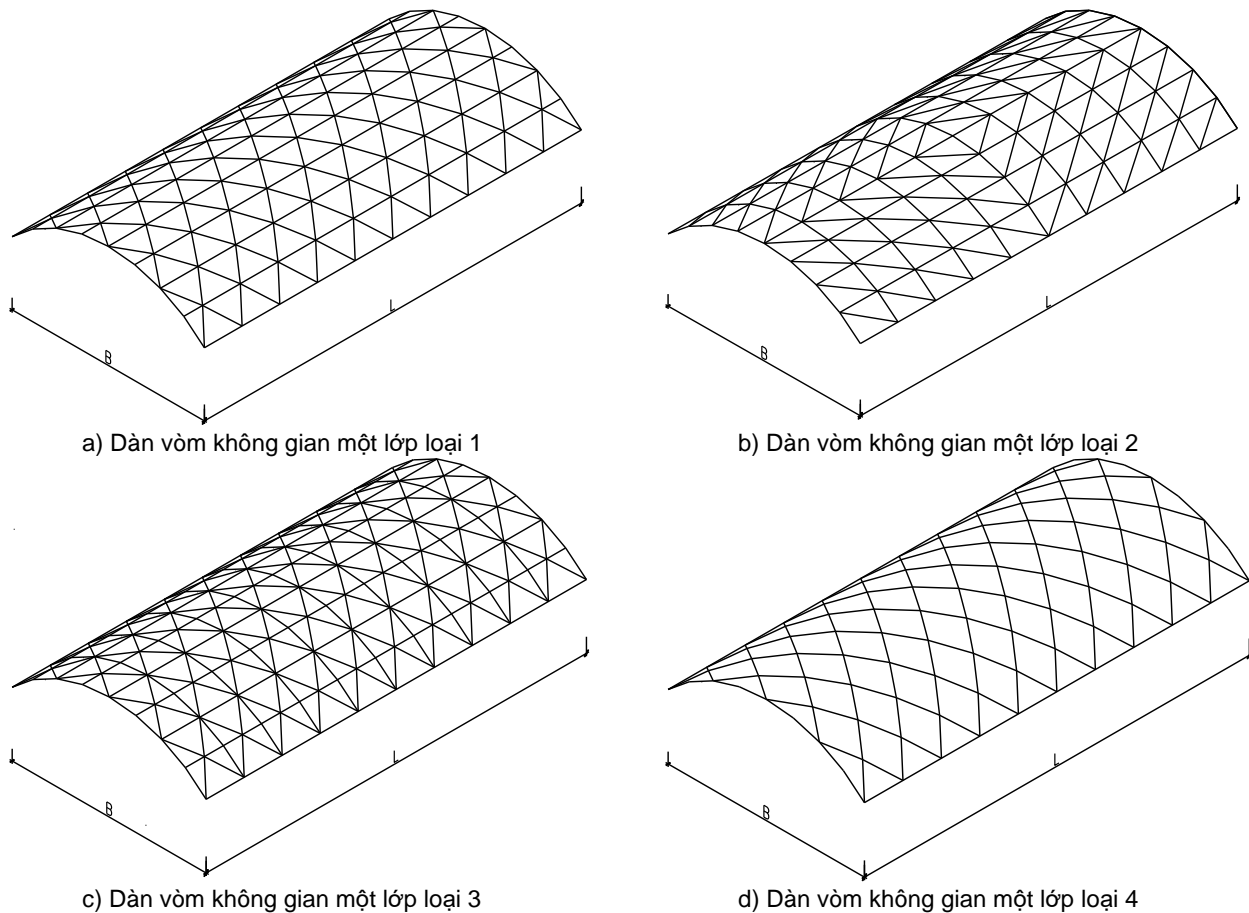 L
B
a) Dàn vòm không gian một lớp loại 1
L
B
b) Dàn vòm không gian một lớp loại 2
L
B
c) Dàn vòm không gian một lớp loại 3
L
B
d) Dàn vòm không gian một lớp loại 4